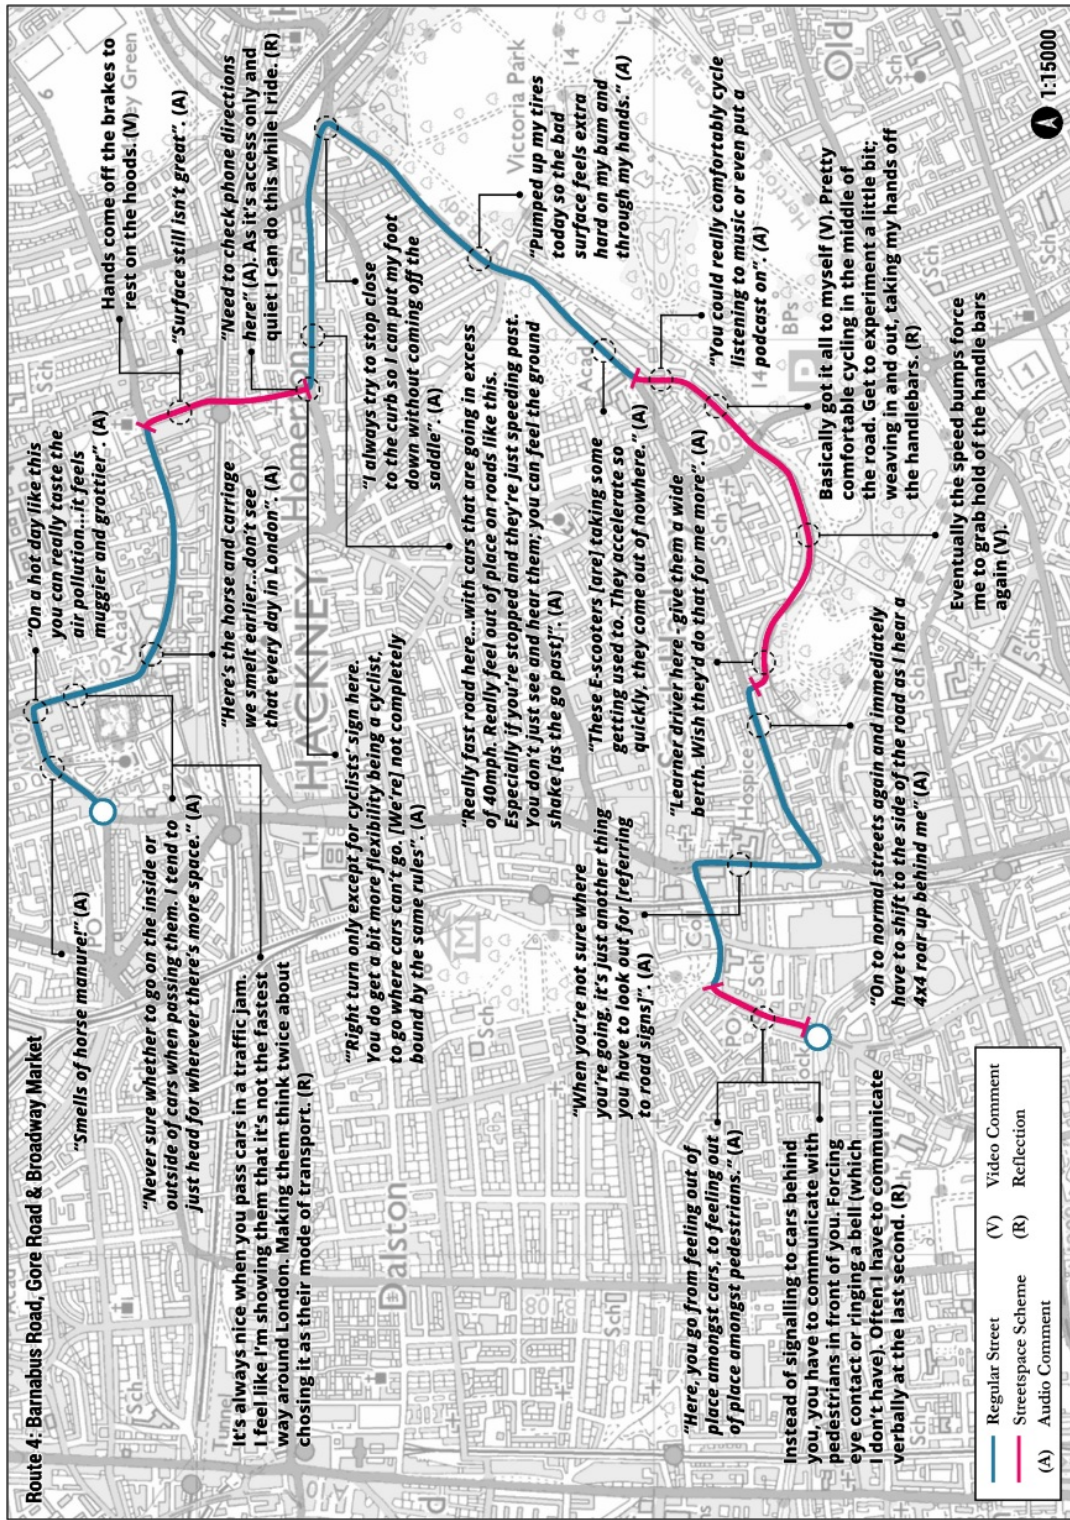 Route 4: Barnabus Road, Gore Road & Broadway Market
"Smells of horse manure!" (A)
"On a hot day like this
you can really taste the
air pollution...it feels
muggier and grottier". (A)
Hands come off the brakes to
rest on the hoods. (V)
"Surface still isn't great". (A)
"Never sure whether to go on the inside or
outside of cars when passing them. I tend to
just head for wherever there's more space." (A)
"Here's the horse and carriage
we smelt earlier...don't see
that every day in London". (A)
"Need to check phone directions
here" (A). As it's access only and
quiet I can do this while I ride. (R)
It's always nice when you pass cars in a traffic jam.
I feel like I'm showing them that it's not the fastest
way around London. Making them think twice about
chosing it as their mode of transport. (R)
"Right turn only except for cyclists' sign here.
You do get a bit more flexibility being a cyclist,
to go where cars can't go. [We're] not completely
bound by the same rules". (A)
"I always try to stop close
to the curb so I can put my foot
down without coming off the
saddle". (A)
"Really fast road here...with cars that are going in excess
of 40mph. Really feel out of place on roads like this.
Especially if you're stopped and they're just speeding past.
You don't just see and hear them; you can feel the ground
shake [as the go past]". (A)
"Pumped up my tires
today so the bad
surface feels extra
hard on my bum and
through my hands." (A)
"When you're not sure where
you're going, it's just another thing
you have to look out for [referring
to road signs]". (A)
"These E-scooters [are] taking some
getting used to. They accelerate so
quickly, they come out of nowhere." (A)
"Learner driver here - give them a wide
berth. Wish they'd do that for me more". (A)
"You could really comfortably cycle
listening to music or even put a
podcast on". (A)
"Here, you go from feeling out of
place amongst cars, to feeling out
of place amongst pedestrians." (A)
Instead of signalling to cars behind
you, you have to communicate with
pedestrians in front of you. Forcing
eye contact or ringing a bell (which
I don't have). Often I have to communicate
verbally at the last second. (R)
"On to normal streets again and immediately
have to shift to the side of the road as I hear a
4x4 roar up behind me" (A)
Basically got it all to myself (V). Pretty
comfortable cycling in the middle of
the road. Get to experiment a little bit;
weaving in and out, taking my hands off
the handlebars. (R)
Eventually the speed bumps force
me to grab hold of the handle bars
again (V).
Regular Street
Streetspace Scheme
(A) Audio Comment
(V) Video Comment
(R) Reflection
1:15000
HACKNEY
Dalston
Victoria Park
Hospice
Old
Tunnel
Acad
Acad
Sch
Sch
Sch
BPs
14
14
6